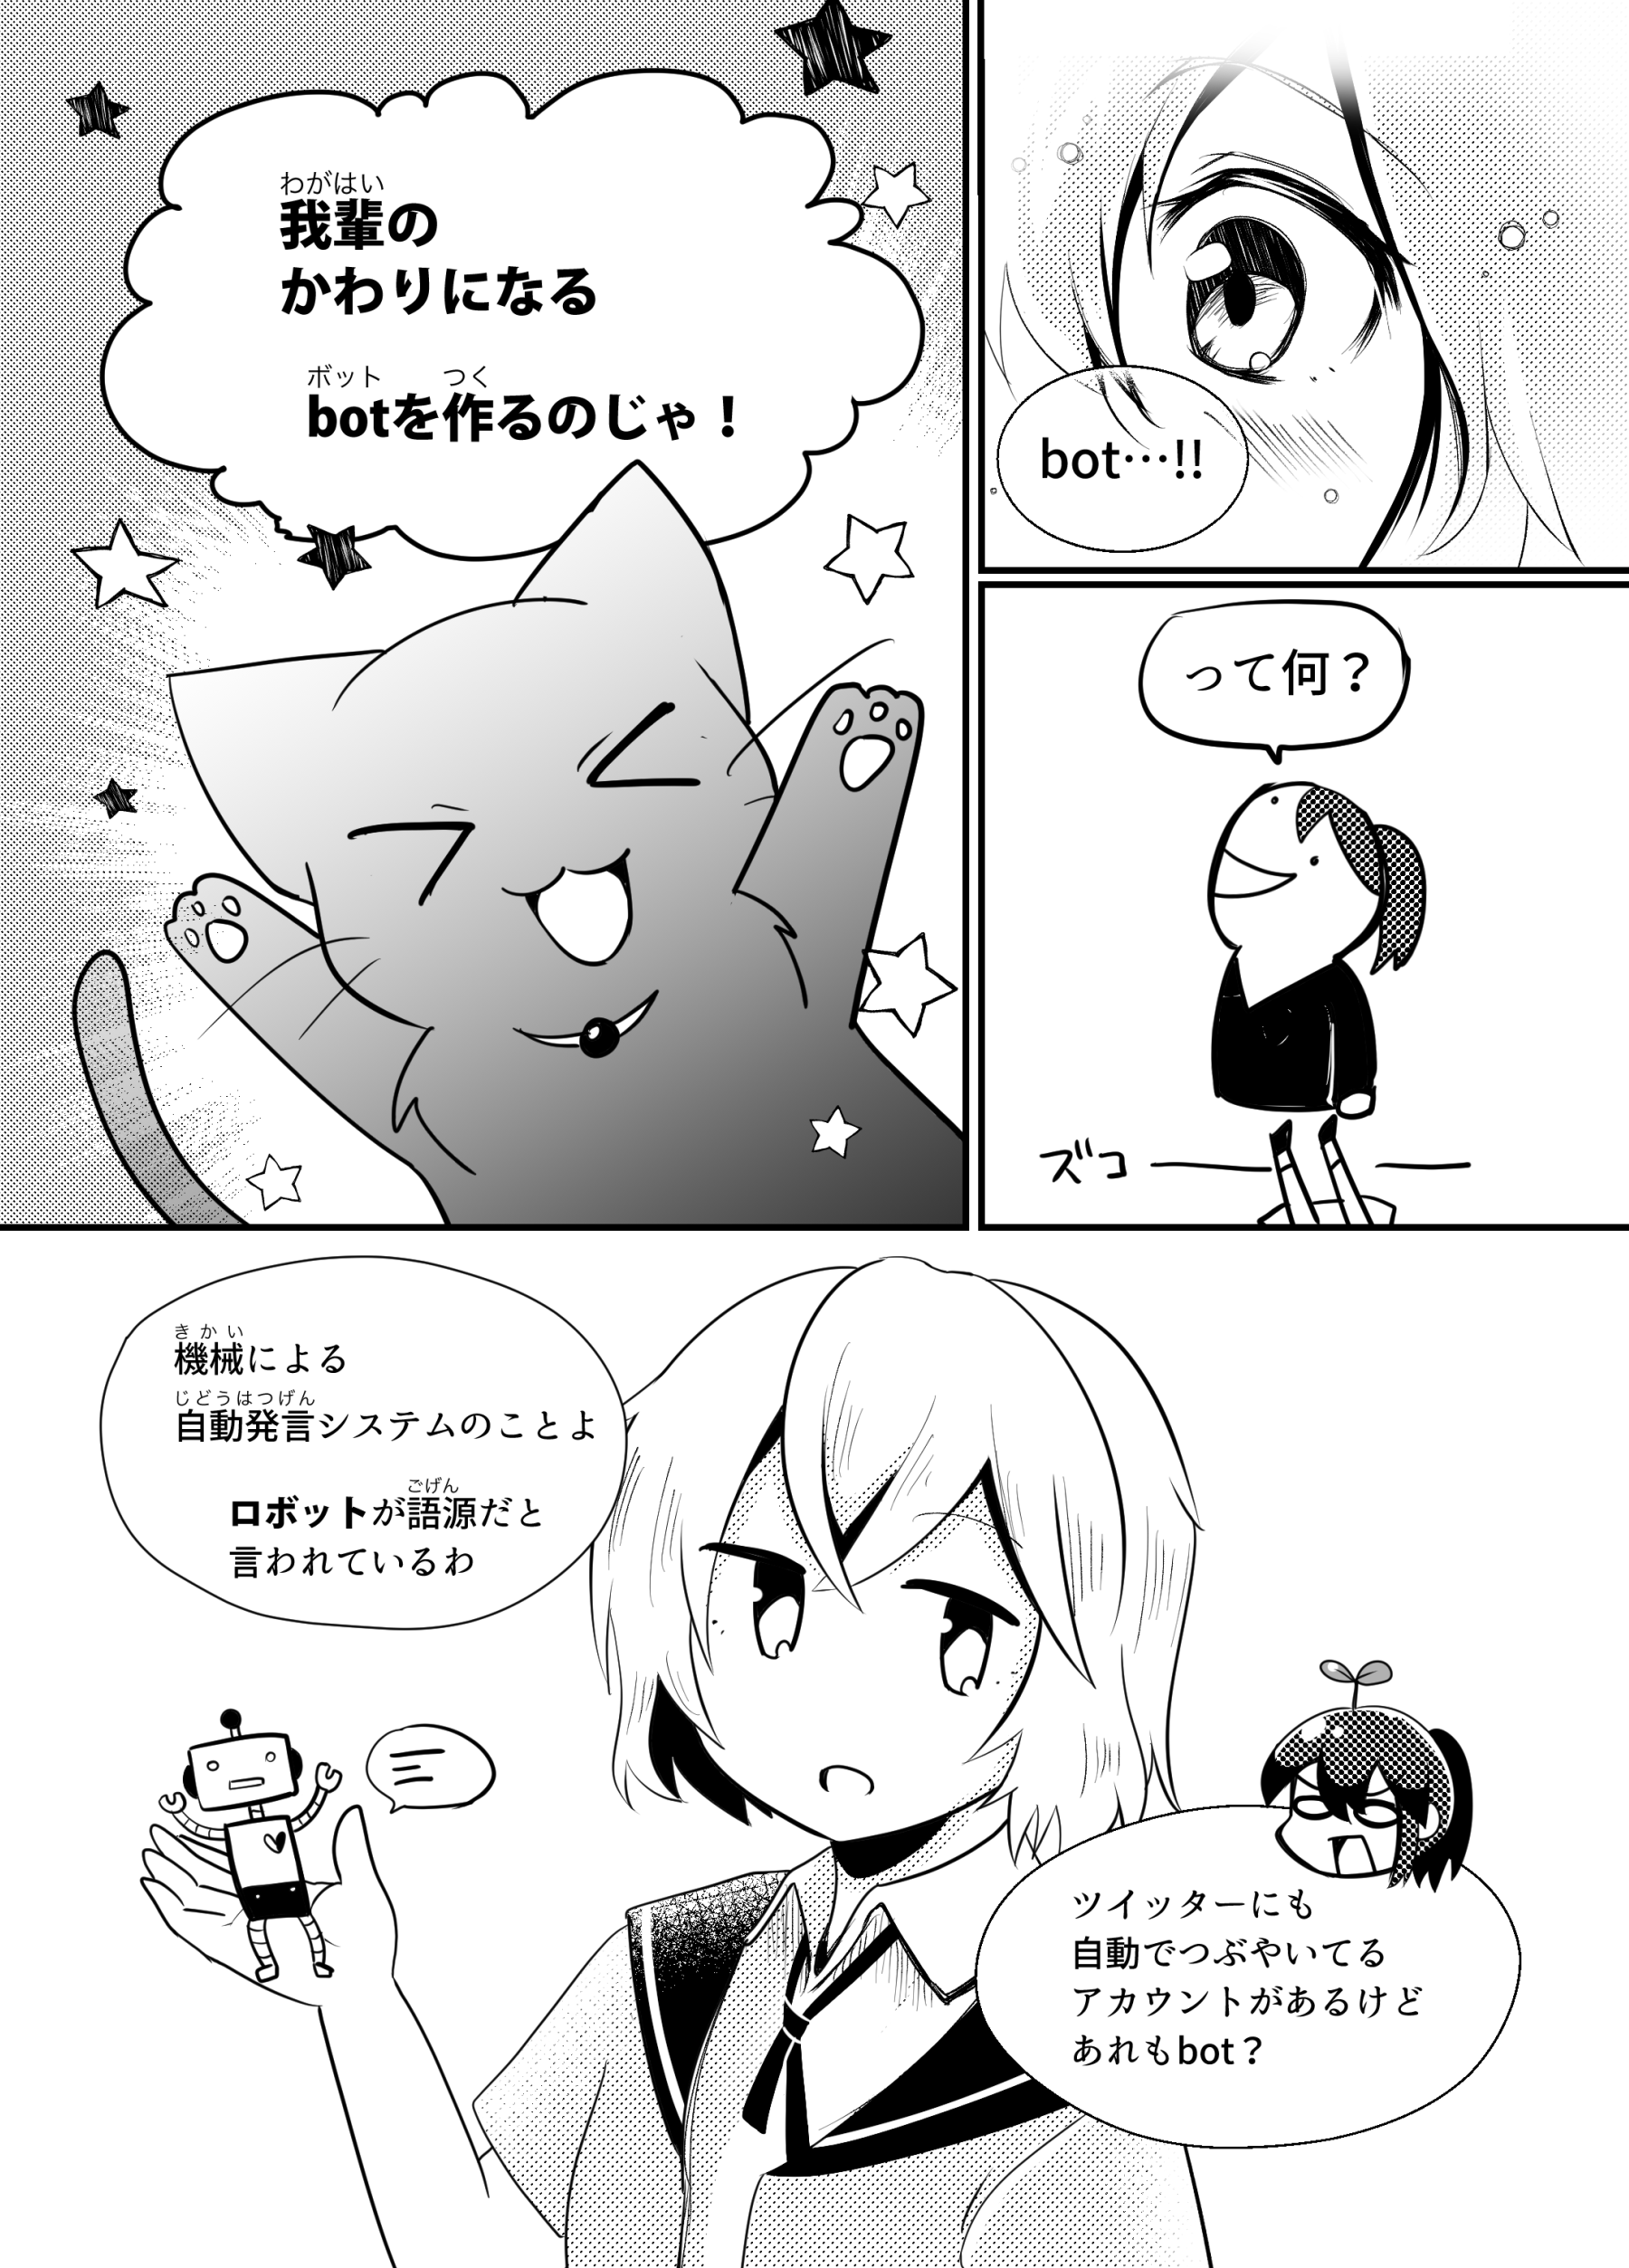 わがはい
我輩の
かわりになる
ボット つく
botを作るのじゃ！
bot…!!
って何？
ズコ
きかい
機械による
じどうはつげん
自動発言システムのことよ
ごげん
ロボットが語源だと
言われているわ
ツイッターにも
自動でつぶやいてる
アカウントがあるけど
あれもbot？